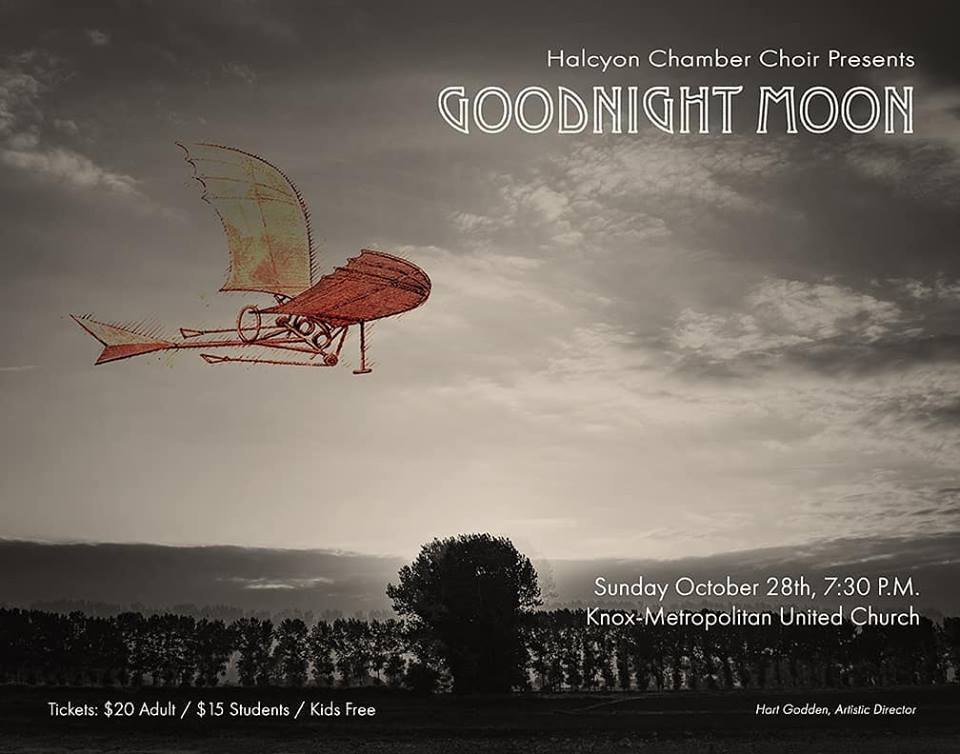 Halcyon Chamber Choir Presents
GOODNIGHT MOON
Sunday October 28th, 7:30 P.M.
Knox-Metropolitan United Church
Tickets: $20 Adult / $15 Students / Kids Free
Hart Godden, Artistic Director